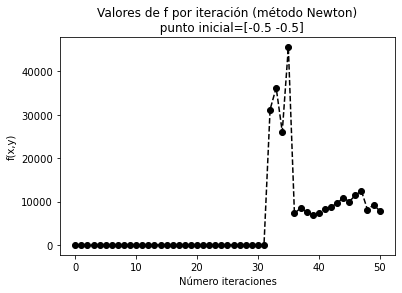 Valores de f por iteración (método Newton)
punto inicial=[-0.5 -0.5]
f(x,y)
40000
30000
20000
10000
0
0
10
20
30
40
50
Número iteraciones